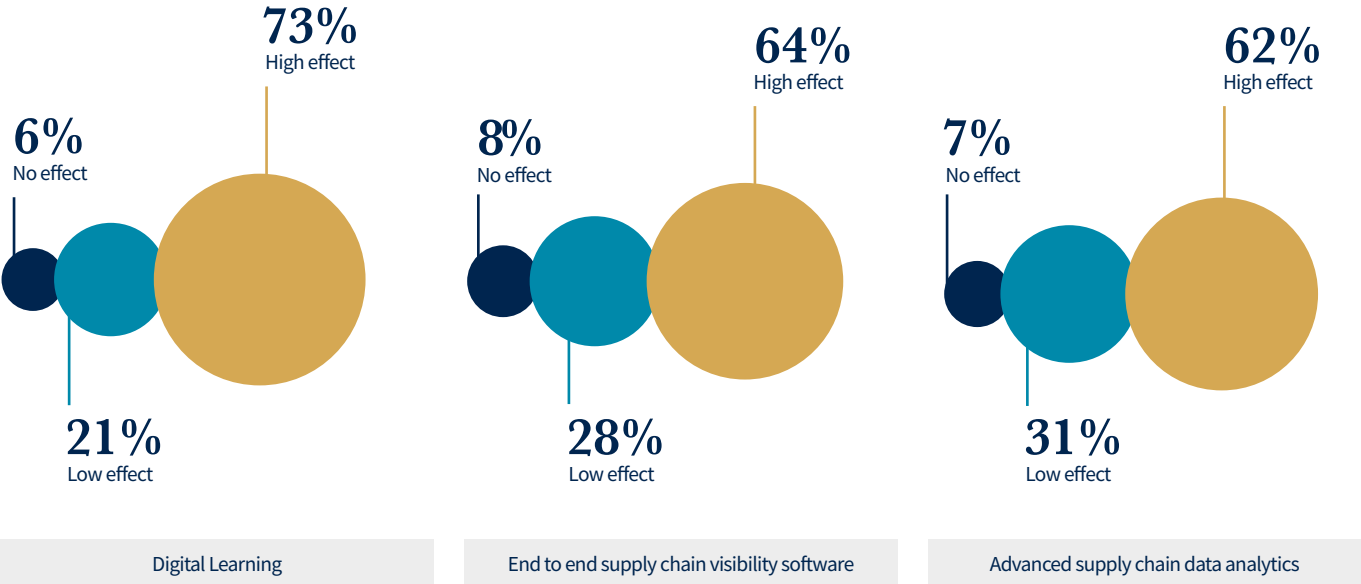 73%
High effect
6%
No effect
21%
Low effect
Digital Learning
64%
High effect
8%
No effect
28%
Low effect
End to end supply chain visibility software
62%
High effect
7%
No effect
31%
Low effect
Advanced supply chain data analytics